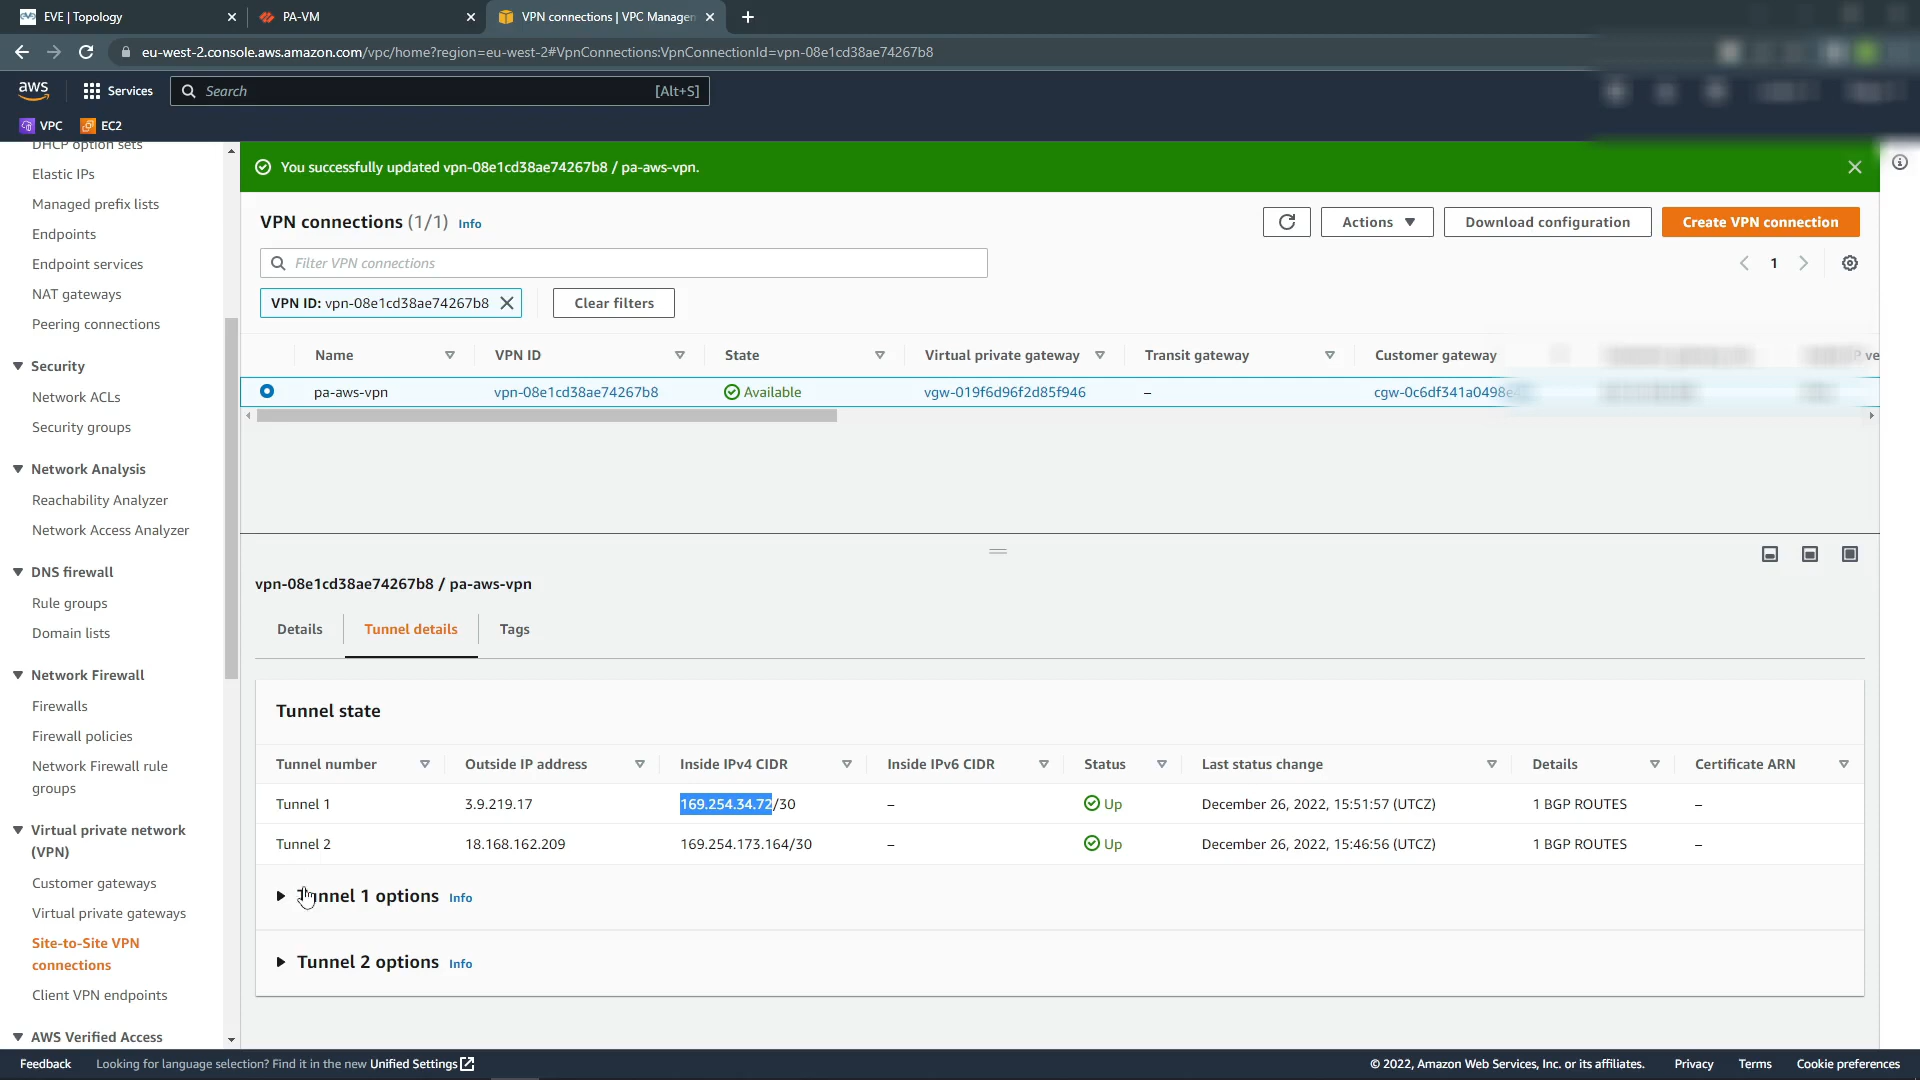 EVE | Topology
PA-VM
VPN connections | VPC Manager
eu-west-2.console.aws.amazon.com/vpc/home?region=eu-west-2#VpnConnections:VpnConnectionId=vpn-08e1cd38ae74267b8
aws
Services
Search
[Alt+S]
VPC
EC2
DHCP option sets
Elastic IPs
Managed prefix lists
Endpoints
Endpoint services
NAT gateways
Peering connections
Security
Network ACLs
Security groups
Network Analysis
Reachability Analyzer
Network Access Analyzer
DNS firewall
Rule groups
Domain lists
Network Firewall
Firewalls
Firewall policies
Network Firewall rule
groups
Virtual private network
(VPN)
Customer gateways
Virtual private gateways
Site-to-Site VPN
connections
Client VPN endpoints
AWS Verified Access
You successfully updated vpn-08e1cd38ae74267b8 / pa-aws-vpn.
VPN connections (1/1) Info
Actions
Download configuration
Create VPN connection
Filter VPN connections
1
VPN ID: vpn-08e1cd38ae74267b8
Clear filters
Name VPN ID State Virtual private gateway Transit gateway Customer gateway
pa-aws-vpn vpn-08e1cd38ae74267b8 Available vgw-019f6d96f2d85f946 – cgw-0c6df341a0498e
vpn-08e1cd38ae74267b8 / pa-aws-vpn
Details Tunnel details Tags
Tunnel state
Tunnel number Outside IP address Inside IPv4 CIDR Inside IPv6 CIDR Status Last status change Details Certificate ARN
Tunnel 1 3.9.219.17 169.254.34.72/30 – Up December 26, 2022, 15:51:57 (UTCZ) 1 BGP ROUTES –
Tunnel 2 18.168.162.209 169.254.173.164/30 – Up December 26, 2022, 15:46:56 (UTCZ) 1 BGP ROUTES –
Tunnel 1 options Info
Tunnel 2 options Info
Feedback
Looking for language selection? Find it in the new Unified Settings
© 2022, Amazon Web Services, Inc. or its affiliates.
Privacy
Terms
Cookie preferences